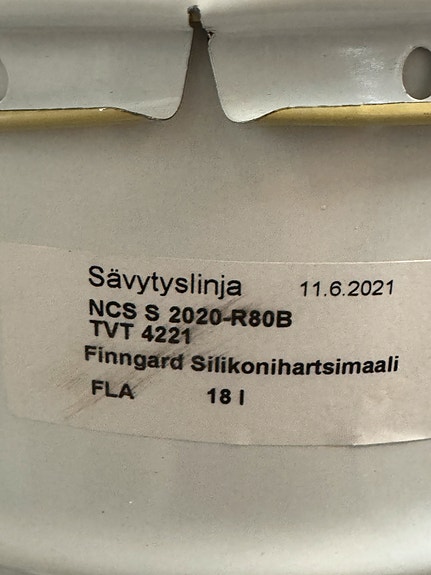 Sävytyslinja 11.6.2021
NCS S 2020-R80B
TVT 4221
Finngard Silikonihartsimaali
FLA 18 l